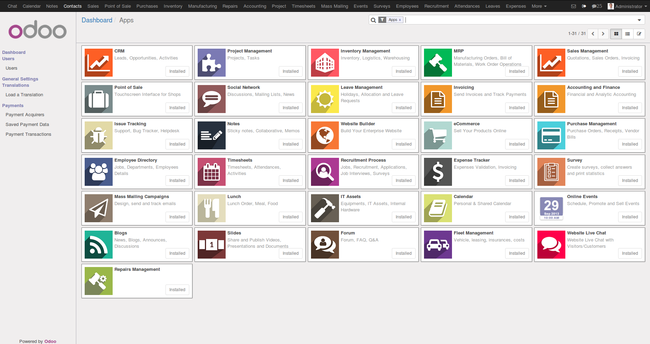 Chat Calendar Notes Contacts Sales Point of Sale Purchases Inventory Manufacturing Repairs Accounting Project Timesheets Mass Mailing Events Surveys Employees Recruitment Attendances Leaves Expenses More Administrator
odoo
Dashboard
Users
Users
General Settings
Translations
Load a Translation
Payments
Payment Acquirers
Saved Payment Data
Payment Transactions
Powered by Odoo
Dashboard Apps
Apps
1-31 / 31
CRM
Leads, Opportunities, Activities
Installed
Project Management
Projects, Tasks
Installed
Inventory Management
Inventory, Logistics, Warehousing
Installed
MRP
Manufacturing Orders, Bill of
Materials, Work Order Operations...
Installed
Sales Management
Quotations, Sales Orders, Invoicing
Installed
Point of Sale
Touchscreen Interface for Shops
Installed
Social Network
Discussions, Mailing Lists, News
Installed
Leave Management
Holidays, Allocation and Leave
Requests
Installed
Invoicing
Send Invoices and Track Payments
Installed
Accounting and Finance
Financial and Analytic Accounting
Installed
Issue Tracking
Support, Bug Tracker, Helpdesk
Installed
Notes
Sticky notes, Collaborative, Memos
Installed
Website Builder
Build Your Enterprise Website
Installed
eCommerce
Sell Your Products Online
Installed
Purchase Management
Purchase Orders, Receipts, Vendor
Bills
Installed
Employee Directory
Jobs, Departments, Employees
Details
Installed
Timesheets
Timesheets, Attendances,
Activities
Installed
Recruitment Process
Jobs, Recruitment, Applications,
Job Interviews, Surveys
Installed
Expense Tracker
Expenses Validation, Invoicing
Installed
Survey
Create surveys, collect answers
and print statistics
Installed
Mass Mailing Campaigns
Design, send and track emails
Installed
Lunch
Lunch Order, Meal, Food
Installed
IT Assets
Equipments, IT Assets, Internal
Hardware
Installed
Calendar
Personal & Shared Calendar
Installed
29
Online Events
Schedule, Promote and Sell Events
Installed
Blogs
News, Blogs, Announces,
Discussions
Installed
1
Slides
Share and Publish Videos,
Presentations and Documents
Installed
Forum
Forum, FAQ, Q&A
Installed
Fleet Management
Vehicle, leasing, insurances, costs
Installed
Website Live Chat
Website Live Chat with
Visitors/Customers
Installed
Repairs Management
Installed